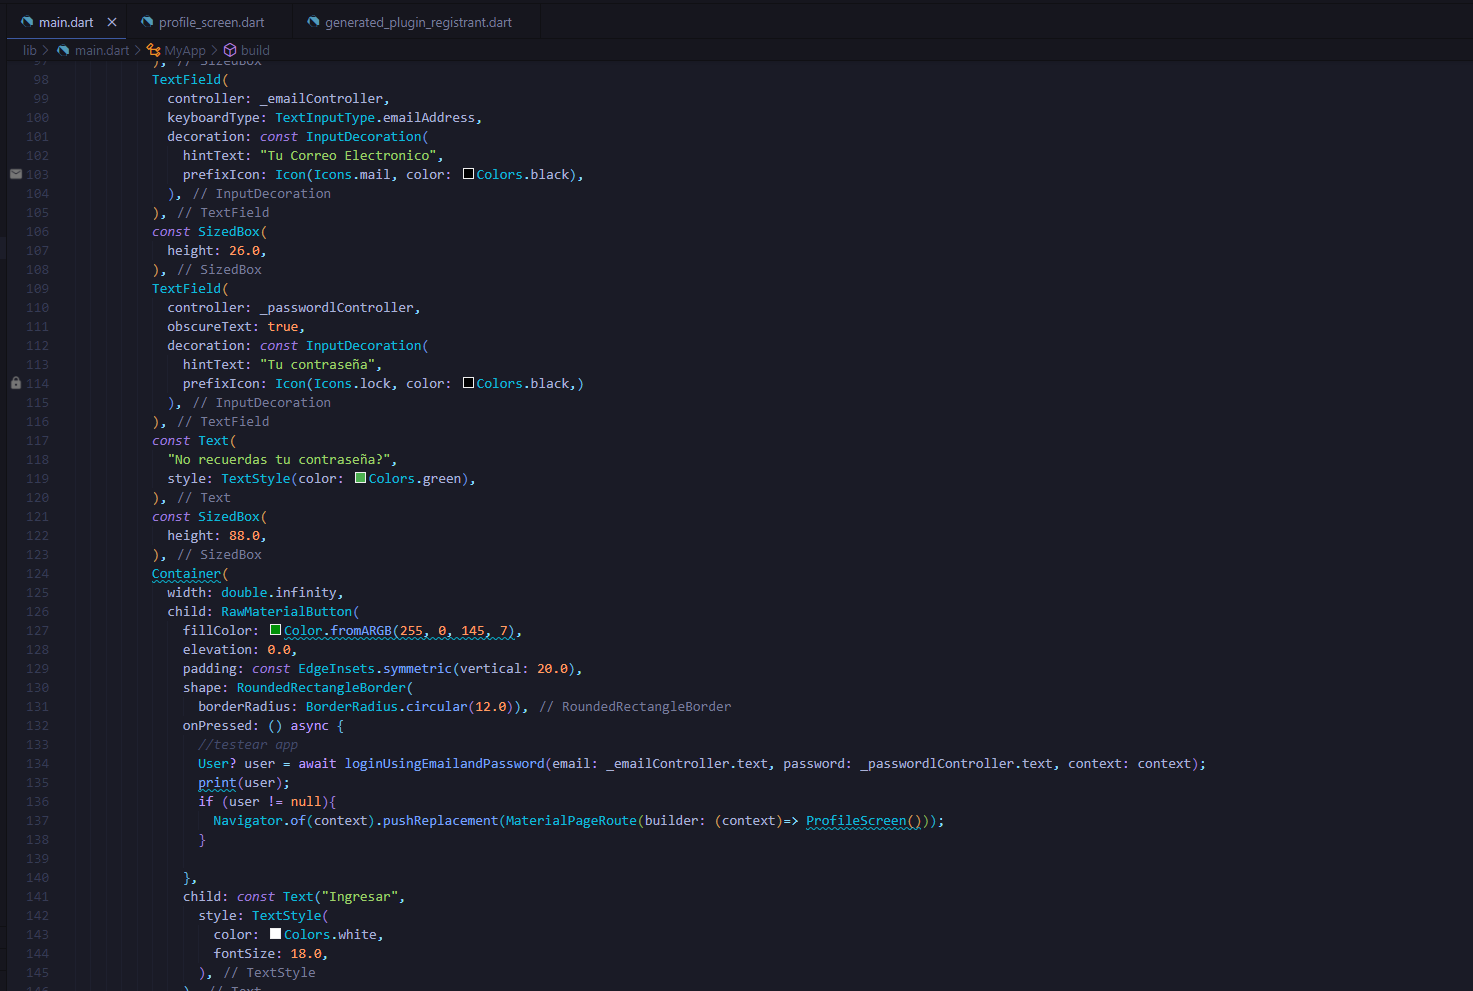 main.dart
profile_screen.dart
generated_plugin_registrant.dart
lib > main.dart > MyApp > build
97 ), // SizedBox
98 TextField(
99 controller: _emailController,
100 keyboardType: TextInputType.emailAddress,
101 decoration: const InputDecoration(
102 hintText: "Tu Correo Electronico",
103 prefixIcon: Icon(Icons.mail, color: Colors.black),
104 ), // InputDecoration
105 ), // TextField
106 const SizedBox(
107 height: 26.0,
108 ), // SizedBox
109 TextField(
110 controller: _passwordlController,
111 obscureText: true,
112 decoration: const InputDecoration(
113 hintText: "Tu contraseña",
114 prefixIcon: Icon(Icons.lock, color: Colors.black,)
115 ), // InputDecoration
116 ), // TextField
117 const Text(
118 "No recuerdas tu contraseña?",
119 style: TextStyle(color: Colors.green),
120 ), // Text
121 const SizedBox(
122 height: 88.0,
123 ), // SizedBox
124 Container(
125 width: double.infinity,
126 child: RawMaterialButton(
127 fillColor: Color.fromARGB(255, 0, 145, 7),
128 elevation: 0.0,
129 padding: const EdgeInsets.symmetric(vertical: 20.0),
130 shape: RoundedRectangleBorder(
131 borderRadius: BorderRadius.circular(12.0)), // RoundedRectangleBorder
132 onPressed: () async {
133 //testear app
134 User? user = await loginUsingEmailandPassword(email: _emailController.text, password: _passwordlController.text, context: context);
135 print(user);
136 if (user != null){
137 Navigator.of(context).pushReplacement(MaterialPageRoute(builder: (context)=> ProfileScreen()));
138 }
139
140 },
141 child: const Text("Ingresar",
142 style: TextStyle(
143 color: Colors.white,
144 fontSize: 18.0,
145 ), // TextStyle
146 ), // Text